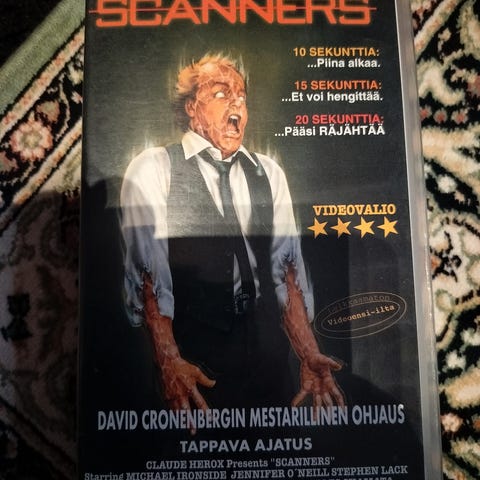 SCANNERS
10 SEKUNTTIA:
...Piina alkaa.
15 SEKUNTTIA:
...Et voi hengittää.
20 SEKUNTTIA:
...Pääsi RÄJÄHTÄÄ
VIDEOVALIO
Videoensi-ilta
DAVID CRONENBERGIN MESTARILLINEN OHJAUS
TAPPAVA AJATUS
CLAUDE HEROX Presents "SCANNERS"
Starring MICHAEL IRONSIDE JENNIFER O´NEILL STEPHEN LACK